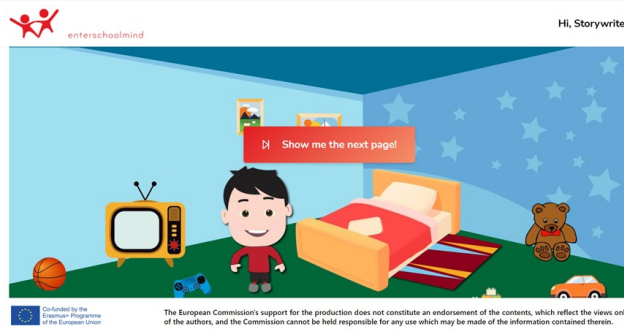 enterschoolmind
Hi, Storywrite
Show me the next page!
Co-funded by the
Erasmus+ Programme
of the European Union
The European Commission's support for the production does not constitute an endorsement of the contents, which reflect the views onl
of the authors, and the Commission cannot be held responsible for any use which may be made of the information contained therein.